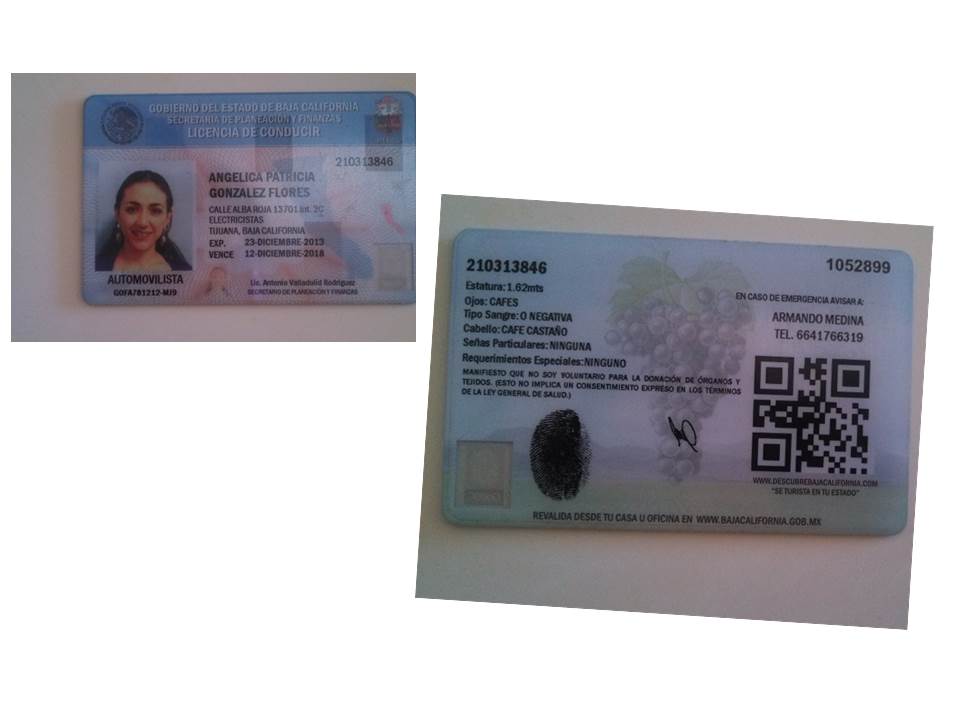 GOBIERNO DEL ESTADO DE BAJA CALIFORNIA
SECRETARIA DE PLANEACIÓN Y FINANZAS
LICENCIA DE CONDUCIR
210313846
ANGELICA PATRICIA
GONZALEZ FLORES
CALLE ALBA ROJA 13701 Int. 2C
ELECTRICISTAS
TIJUANA, BAJA CALIFORNIA
EXP. 23-DICIEMBRE-2013
VENCE 12-DICIEMBRE-2018
AUTOMOVILISTA
GOFA781212-MJ9
Lic. Antonio Valladolid Rodríguez
SECRETARIO DE PLANEACIÓN Y FINANZAS
210313846
1052899
Estatura: 1.62mts
Ojos: CAFES
Tipo Sangre: O NEGATIVA
Cabello: CAFE CASTAÑO
Señas Particulares: NINGUNA
Requerimientos Especiales: NINGUNO
MANIFIESTO QUE NO SOY VOLUNTARIO PARA LA DONACIÓN DE ÓRGANOS Y
TEJIDOS. (ESTO NO IMPLICA UN CONSENTIMIENTO EXPRESO EN LOS TÉRMINOS
DE LA LEY GENERAL DE SALUD.)
EN CASO DE EMERGENCIA AVISAR A:
ARMANDO MEDINA
TEL. 6641766319
WWW.DESCUBREBAJACALIFORNIA.COM
"SE TURISTA EN TU ESTADO"
REVALIDA DESDE TU CASA U OFICINA EN WWW.BAJACALIFORNIA.GOB.MX